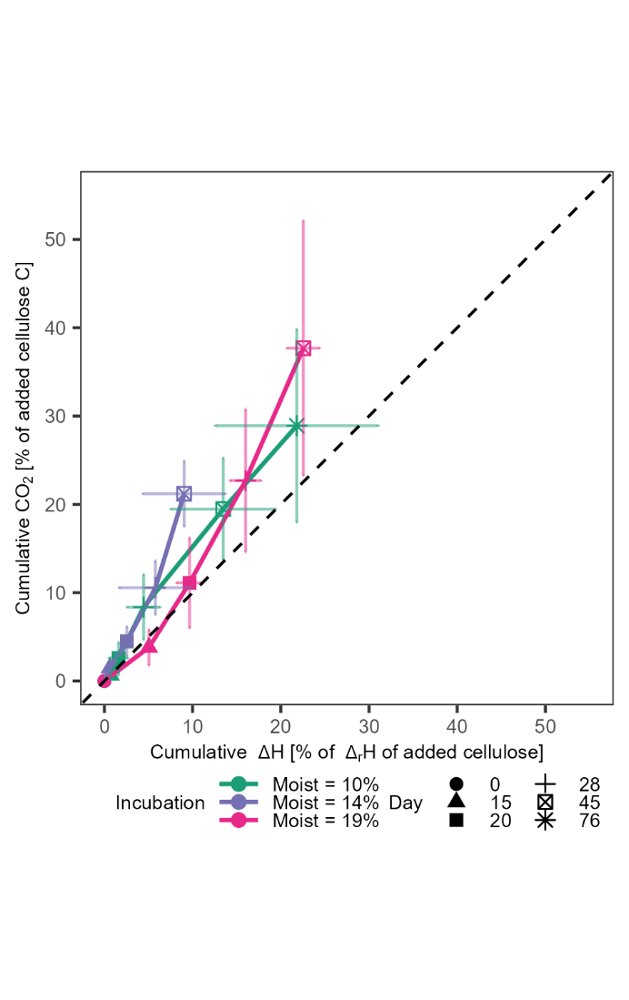 Cumulative CO₂ [% of added cellulose C]
50
40
30
20
10
0
0 10 20 30 40 50
Cumulative ΔH [% of ΔᵣH of added cellulose]
Incubation
Moist = 10%
Moist = 14%
Moist = 19%
Day
0
15
20
28
45
76